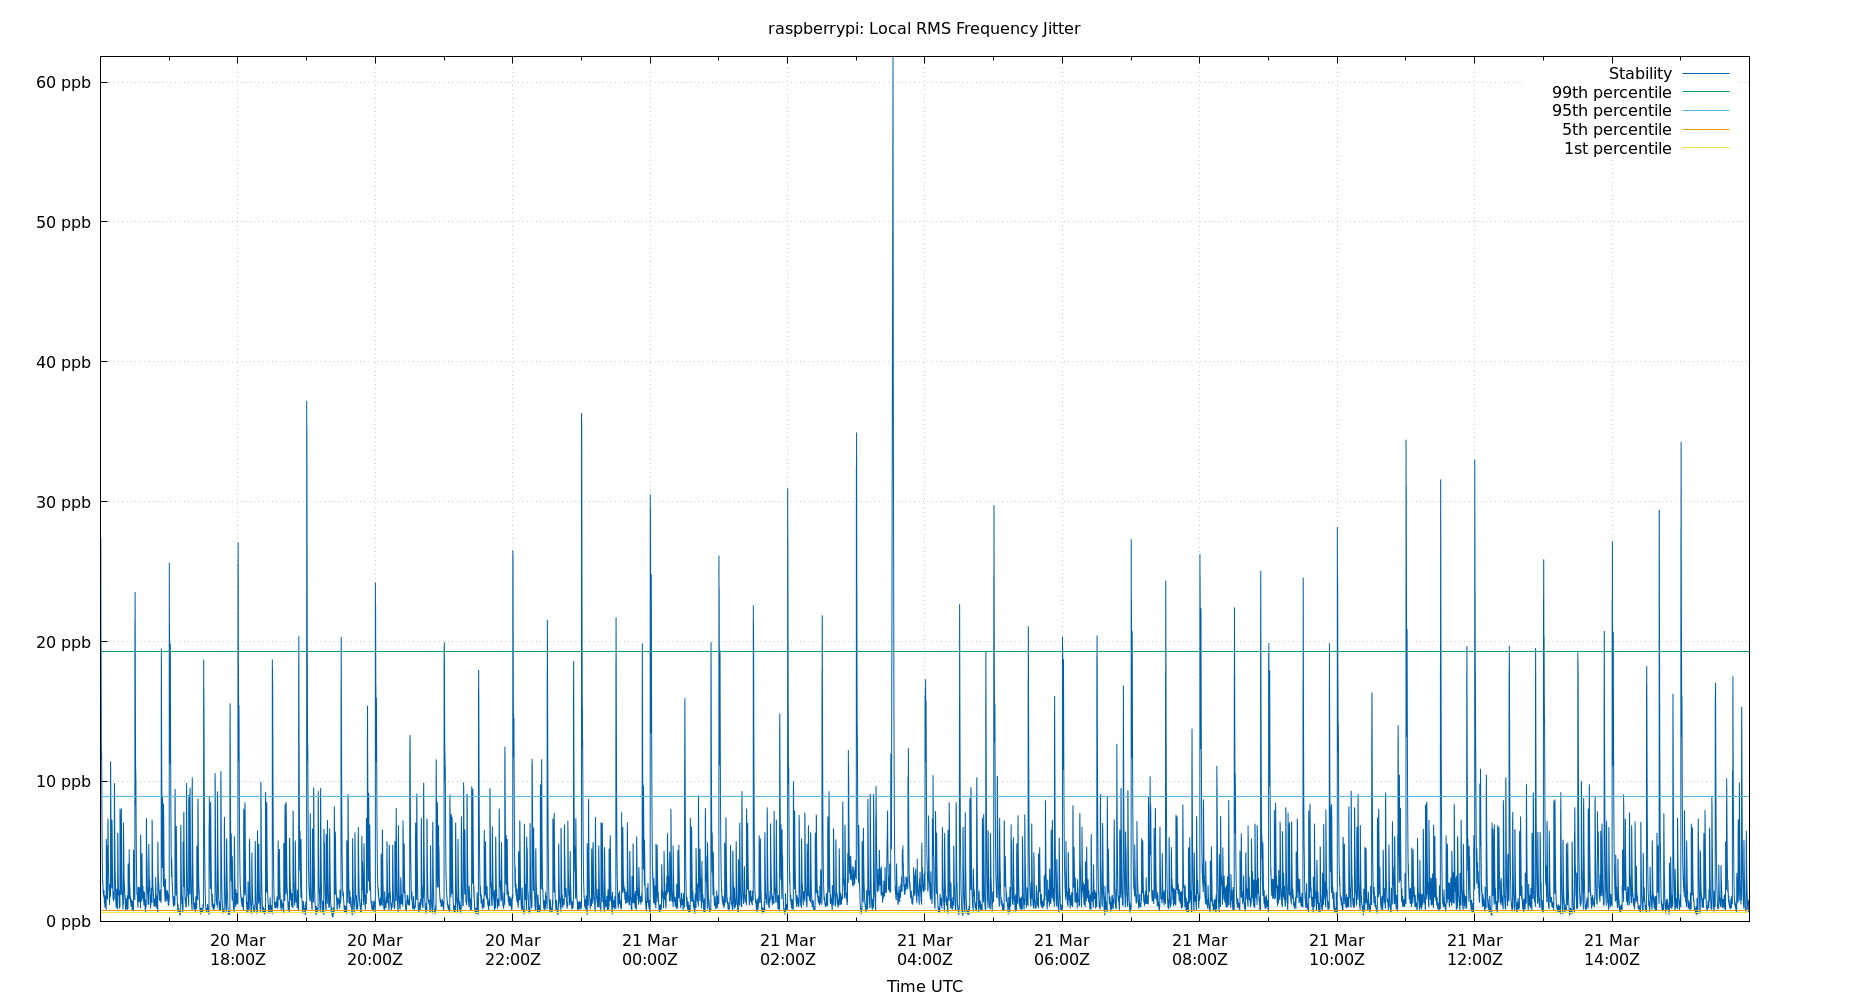 raspberrypi: Local RMS Frequency Jitter
60 ppb
50 ppb
40 ppb
30 ppb
20 ppb
10 ppb
0 ppb
Stability
99th percentile
95th percentile
5th percentile
1st percentile
20 Mar
18:00Z
20 Mar
20:00Z
20 Mar
22:00Z
21 Mar
00:00Z
21 Mar
02:00Z
21 Mar
04:00Z
21 Mar
06:00Z
21 Mar
08:00Z
21 Mar
10:00Z
21 Mar
12:00Z
21 Mar
14:00Z
Time UTC